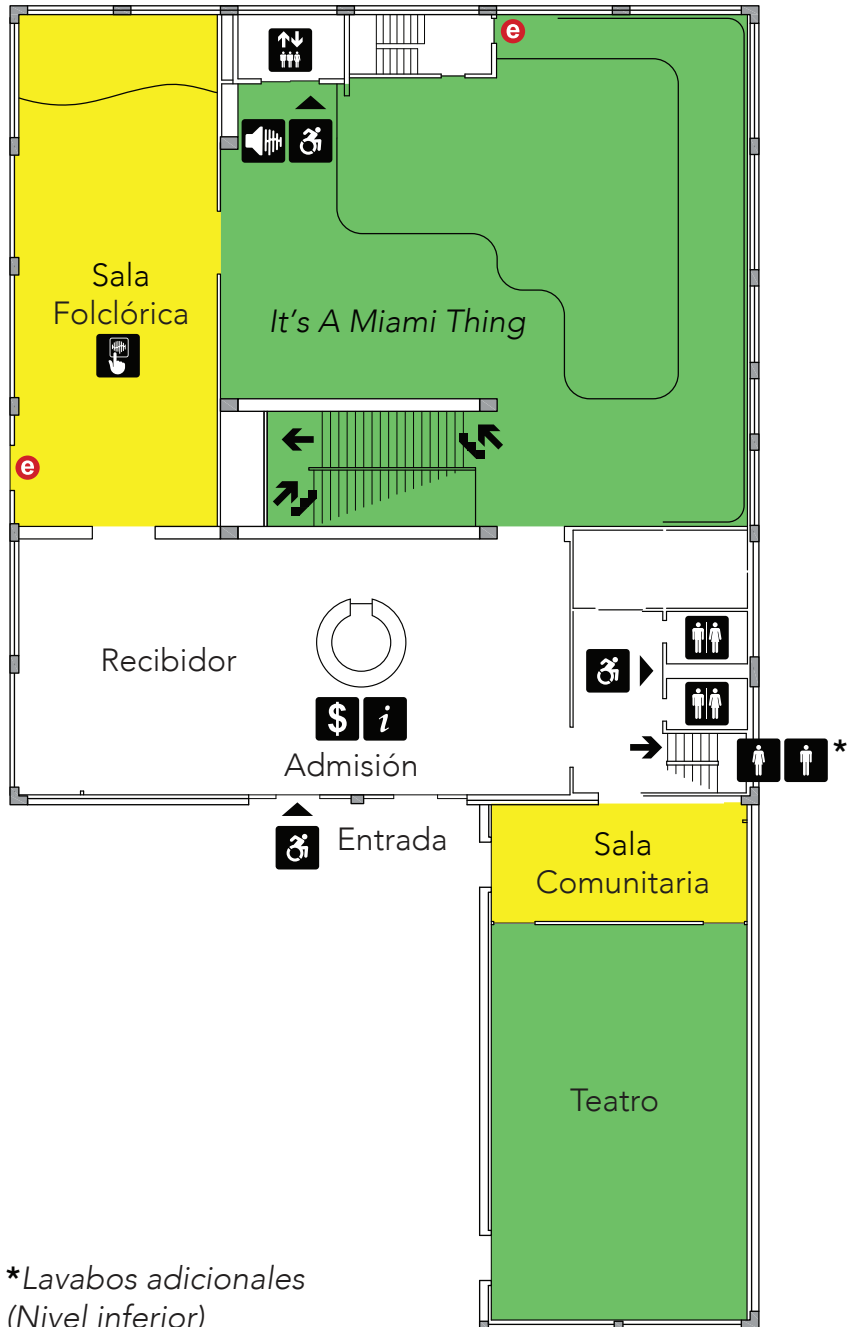 e
Sala
Folclórica
It's A Miami Thing
e
Recibidor
$ i
Admisión
*
Entrada
Sala
Comunitaria
Teatro
*Lavabos adicionales
(Nivel inferior)